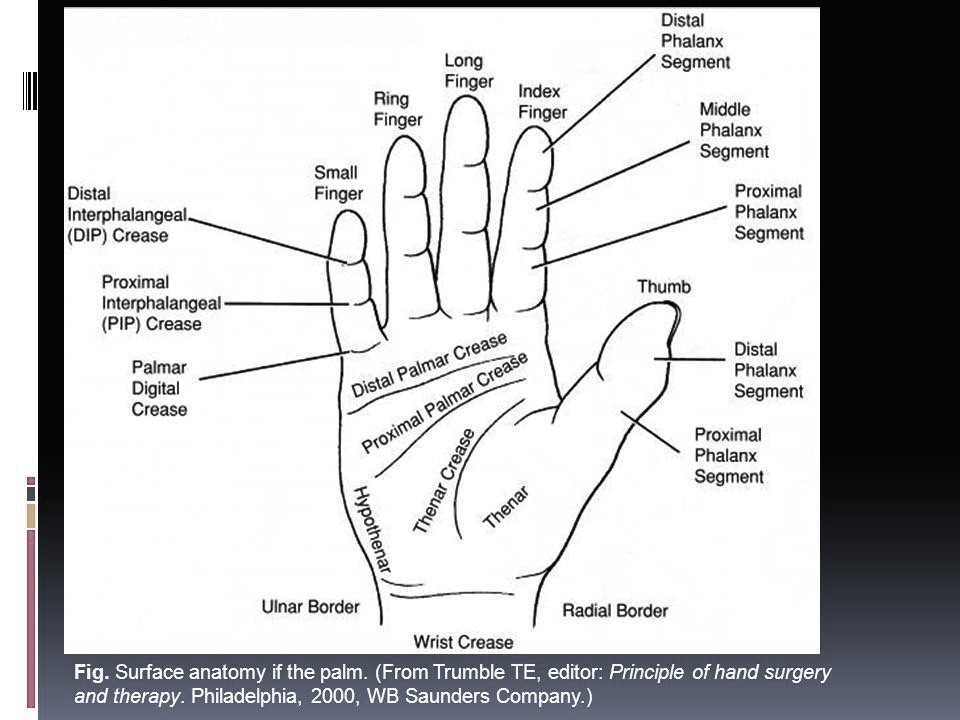 Distal
Phalanx
Segment
Long
Finger
Index
Finger
Ring
Finger
Middle
Phalanx
Segment
Small
Finger
Distal
Interphalangeal
(DIP) Crease
Proximal
Phalanx
Segment
Proximal
Interphalangeal
(PIP) Crease
Thumb
Palmar
Digital
Crease
Distal Palmar Crease
Proximal Palmar Crease
Distal
Phalanx
Segment
Proximal
Phalanx
Segment
Thenar Crease
Thenar
Hypothenar
Ulnar Border
Radial Border
Wrist Crease
Fig. Surface anatomy if the palm. (From Trumble TE, editor: Principle of hand surgery
and therapy. Philadelphia, 2000, WB Saunders Company.)